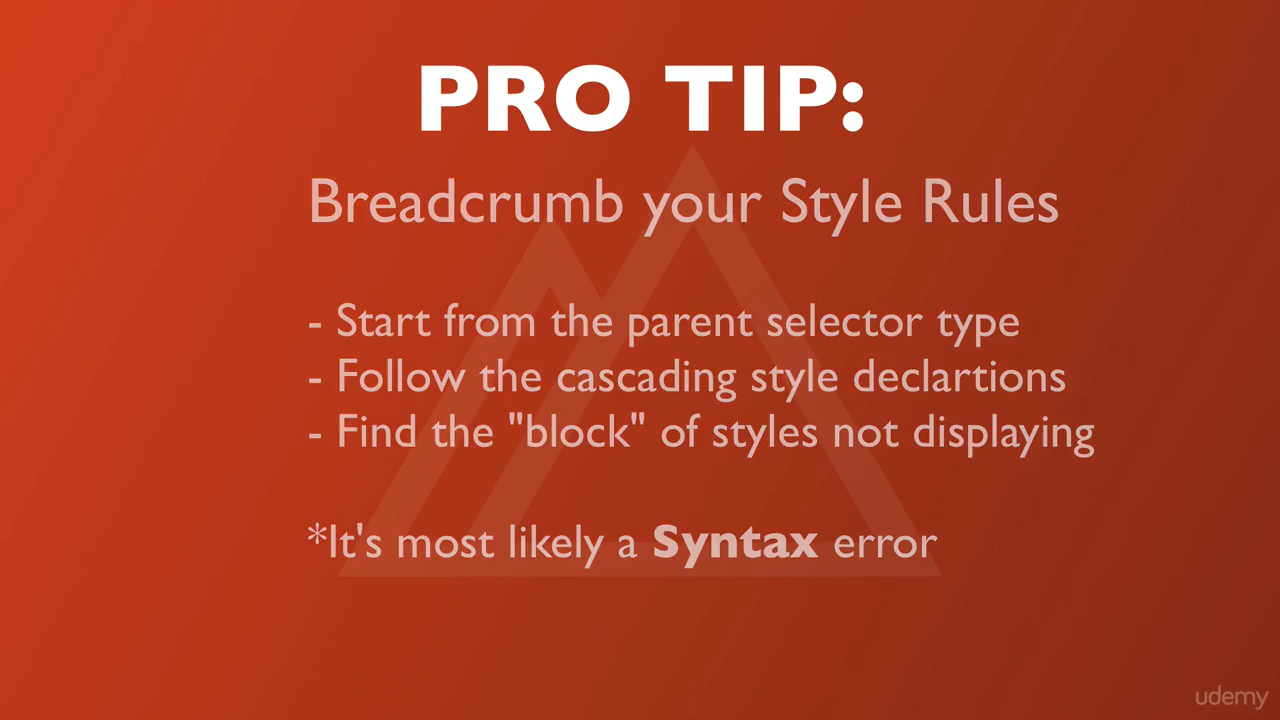 PRO TIP:
Breadcrumb your Style Rules
- Start from the parent selector type
- Follow the cascading style declartions
- Find the "block" of styles not displaying
*It's most likely a Syntax error
udemy